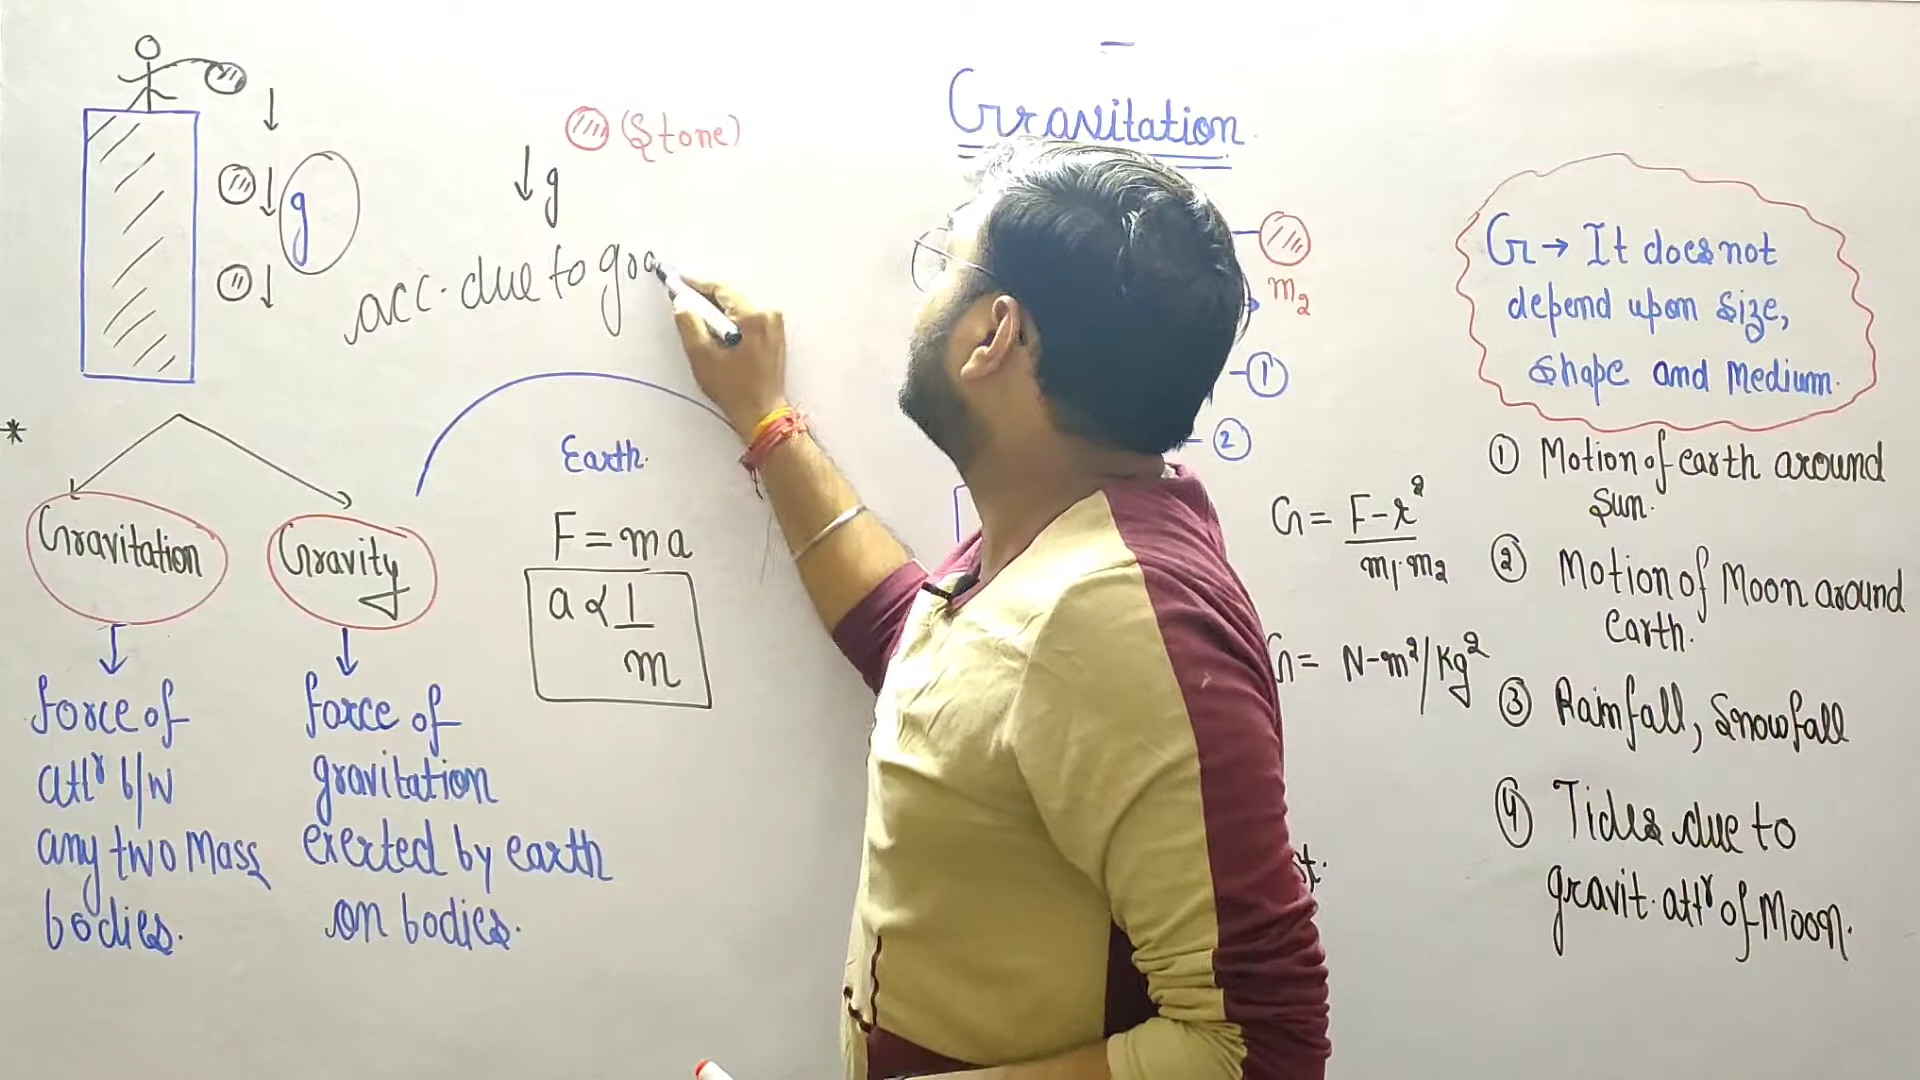 Gravitation
(Stone)
g
g
acc. due to gra
m2
1
2
Earth.
F = ma
a ∝ 1
m
*
Gravitation
Gravity
force of
attr b/w
any two Mass
bodies.
force of
gravitation
exerted by earth
on bodies.
G → It does not
depend upon size,
shape and Medium.
G = F-r²
m1.m2
G = N-m²/Kg²
① Motion of earth around
Sun.
② Motion of Moon around
earth.
③ Rainfall, Snowfall
④ Tides due to
gravit. attr of Moon.